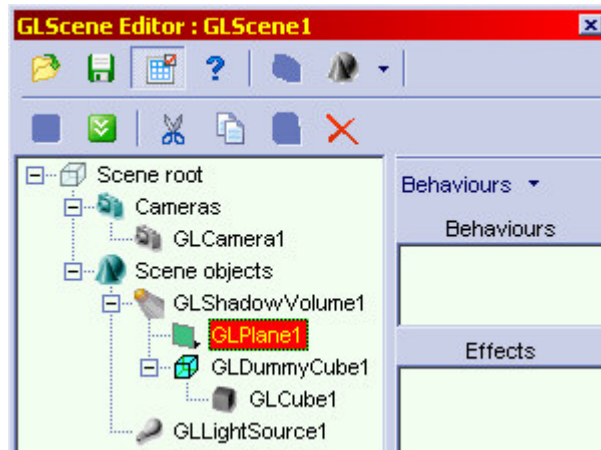 GLScene Editor : GLScene1
Scene root
Cameras
GLCamera1
Scene objects
GLShadowVolume1
GLPlane1
GLDummyCube1
GLCube1
GLLightSource1
Behaviours
Behaviours
Effects